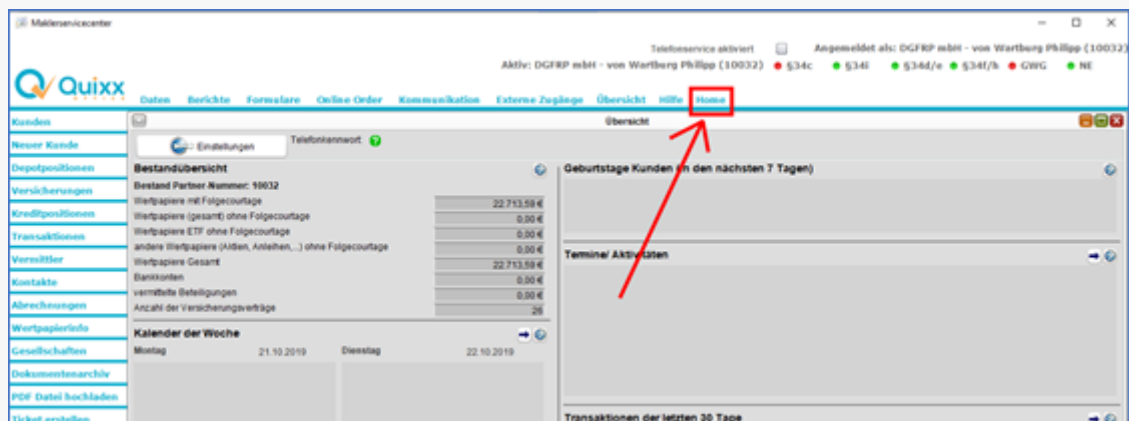 Maklerservicecenter
Telefonservice aktiviert Angemeldet als: DGFRP mbH - von Wartburg Philipp (10032)
Aktiv: DGFRP mbH - von Wartburg Philipp (10032) §34c §34i §34d/e §34f/h GWG NE
Quixx
OFFICE
Daten Berichte Formulare Online Order Kommunikation Externe Zugänge Übersicht Hilfe Home
Kunden
Übersicht
Neuer Kunde
Einstellungen Telefonkennwort
Depotpositionen
Versicherungen
Kreditpositionen
Transaktionen
Vermittler
Kontakte
Abrechnungen
Wertpapierinfo
Gesellschaften
Dokumentenarchiv
PDF Datei hochladen
Ticket erstellen
Bestandübersicht
Bestand Partner-Nummer: 10032
Wertpapiere mit Folgecourtage 22.713,59 €
Wertpapiere (gesamt) ohne Folgecourtage 0,00 €
Wertpapiere ETF ohne Folgecourtage 0,00 €
andere Wertpapiere (Aktien, Anleihen,...) ohne Folgecourtage 0,00 €
Wertpapiere Gesamt 22.713,59 €
Bankkonten 0,00 €
vermittelte Beteiligungen 0,00 €
Anzahl der Versicherungsverträge 26
Kalender der Woche
Montag 21.10.2019 Dienstag 22.10.2019
Geburtstage Kunden (in den nächsten 7 Tagen)
Termine/ Aktivitäten
Transaktionen der letzten 30 Tage